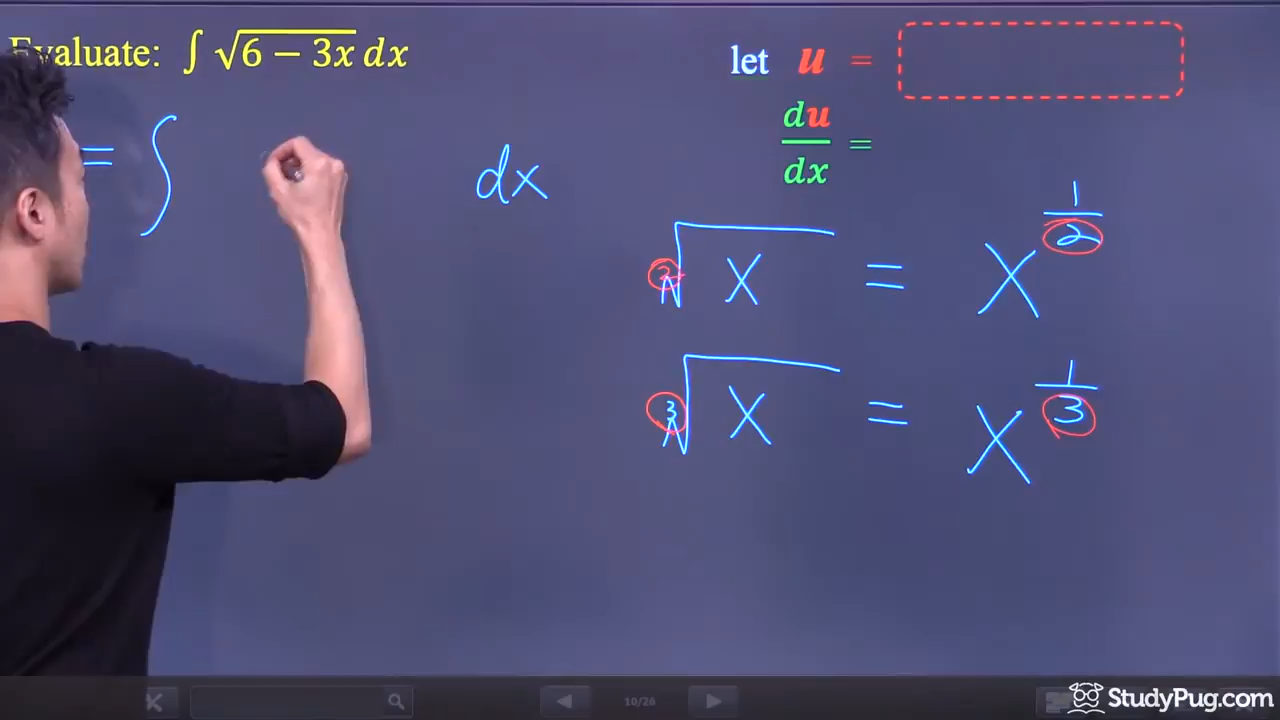 Evaluate: ∫ √6 − 3x dx
let u =
du/dx =
= ∫ dx
²√x = x^(1/2)
³√x = x^(1/3)
10/26
StudyPug.com